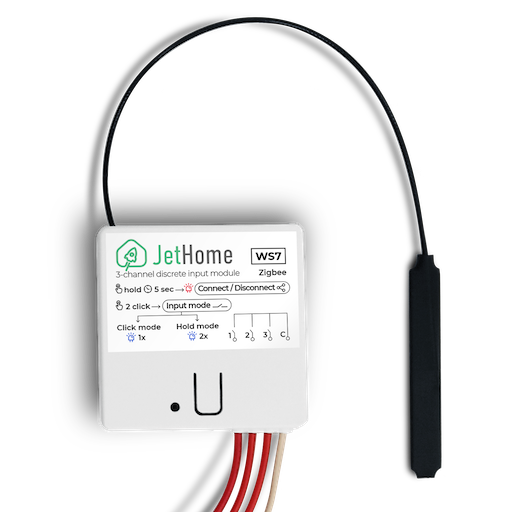 JetHome WS7
3-channel discrete input module Zigbee
hold 5 sec → Connect / Disconnect
2 click → input mode
Click mode Hold mode
1x 2x 1 2 3 C